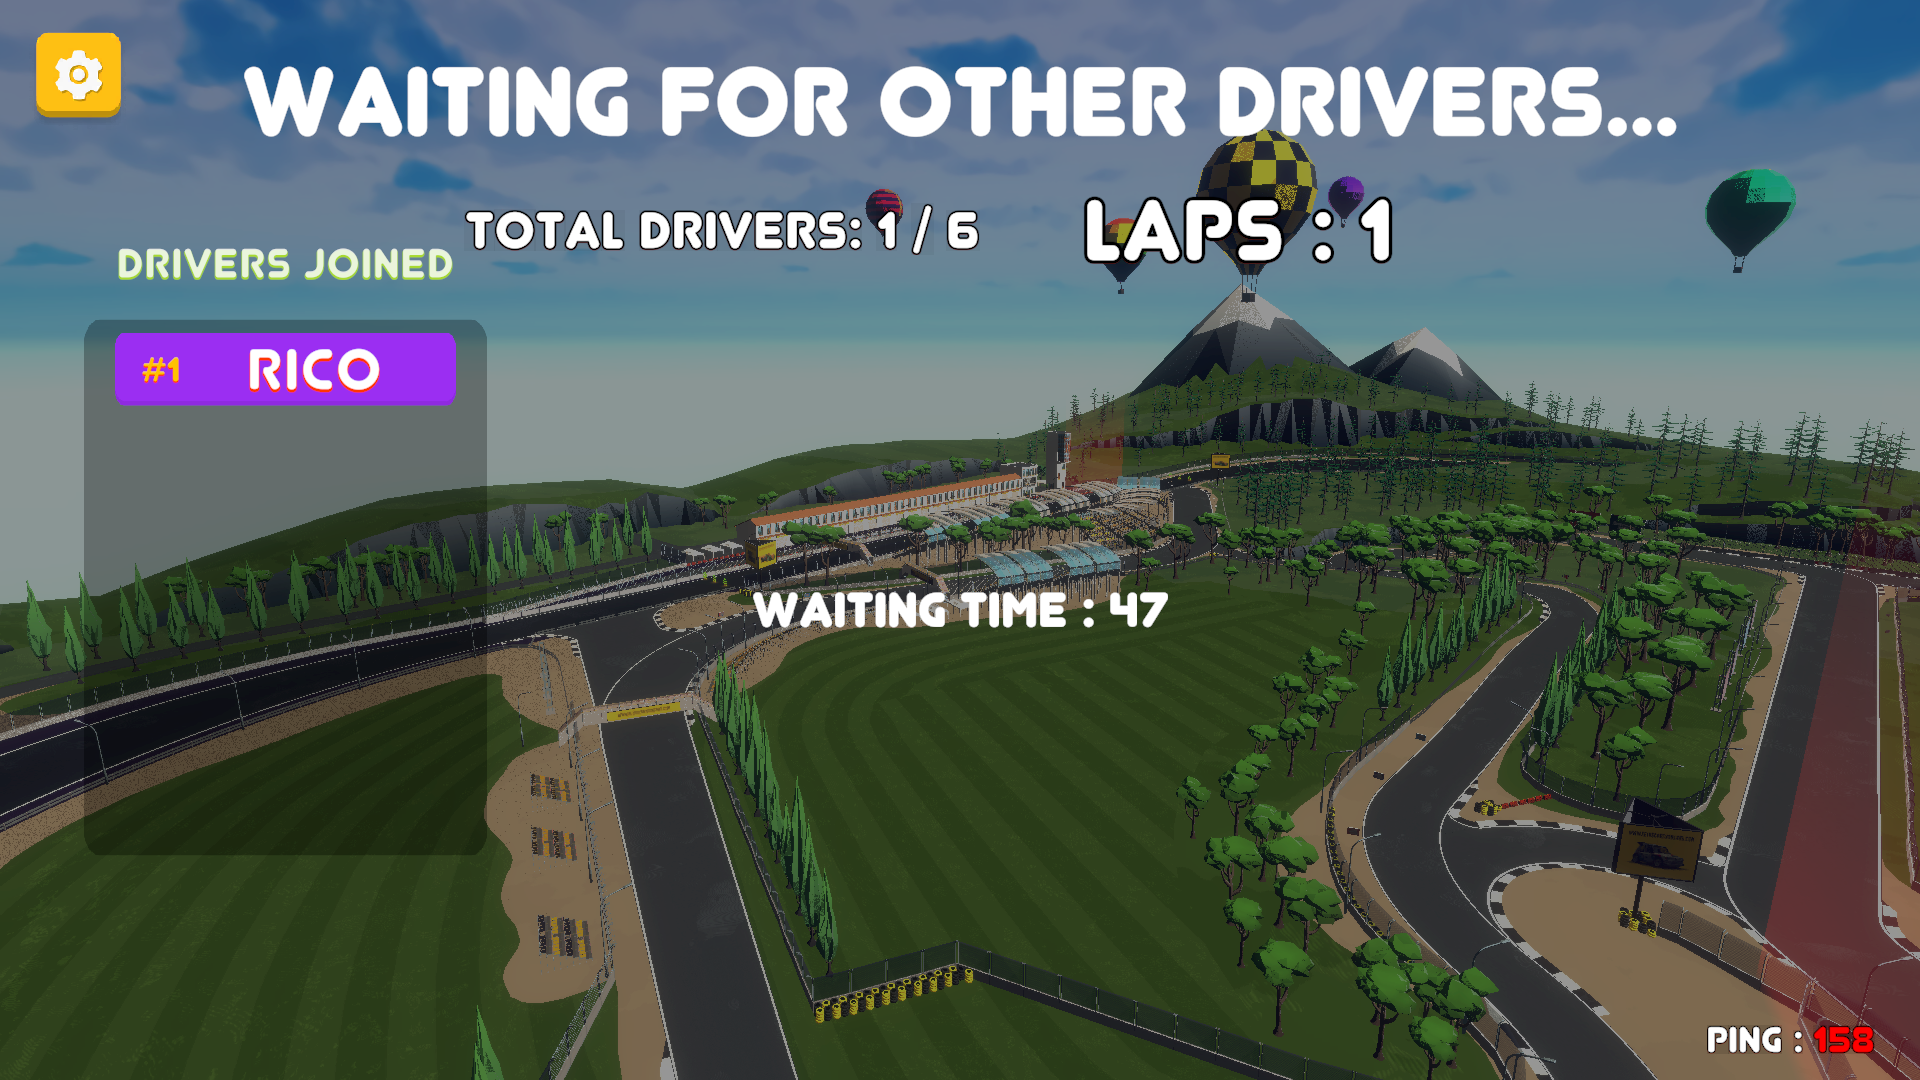 WAITING FOR OTHER DRIVERS...
TOTAL DRIVERS: 1 / 6
LAPS : 1
DRIVERS JOINED
#1 RICO
WAITING TIME : 47
PING : 158